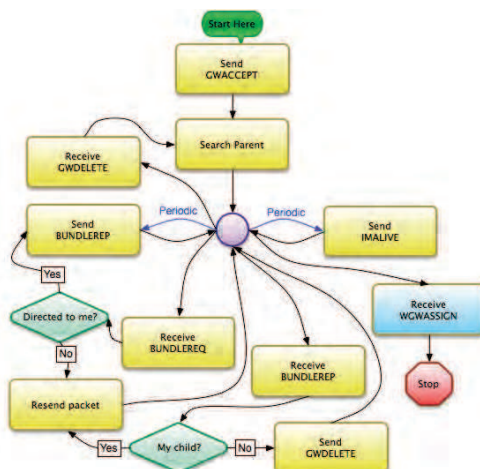 Start Here
Send
GWACCEPT
Search Parent
Receive
GWDELETE
Periodic
Periodic
Send
BUNDLEREP
Send
IMALIVE
Yes
Directed to me?
No
Receive
BUNDLEREQ
Receive
WGWASSIGN
Receive
BUNDLEREP
Stop
Resend packet
Yes
My child?
No
Send
GWDELETE